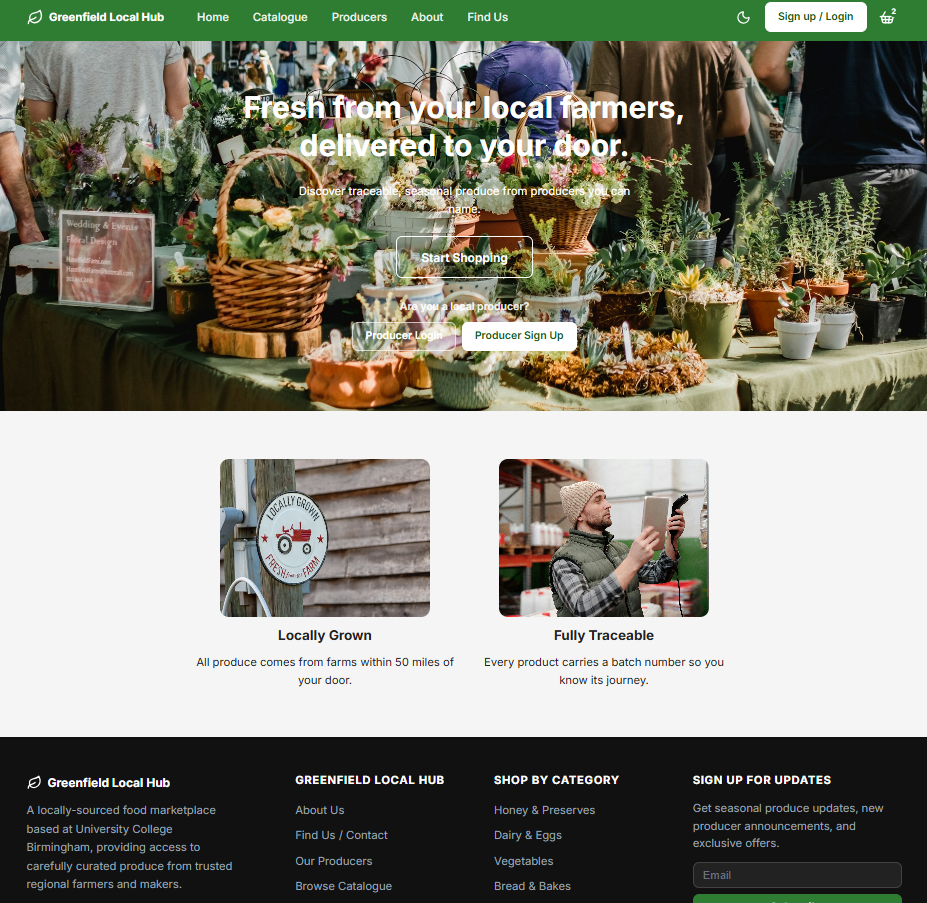 Greenfield Local Hub
Home
Catalogue
Producers
About
Find Us
Sign up / Login
2
Fresh from your local farmers,
delivered to your door.
Discover traceable, seasonal produce from producers you can
name.
Wedding & Events
Floral Design
Start Shopping
Are you a local producer?
Producer Login
Producer Sign Up
LOCALLY GROWN
FRESH from the FARM
Locally Grown
All produce comes from farms within 50 miles of
your door.
Fully Traceable
Every product carries a batch number so you
know its journey.
Greenfield Local Hub
A locally-sourced food marketplace
based at University College
Birmingham, providing access to
carefully curated produce from trusted
regional farmers and makers.
GREENFIELD LOCAL HUB
About Us
Find Us / Contact
Our Producers
Browse Catalogue
SHOP BY CATEGORY
Honey & Preserves
Dairy & Eggs
Vegetables
Bread & Bakes
SIGN UP FOR UPDATES
Get seasonal produce updates, new
producer announcements, and
exclusive offers.
Email